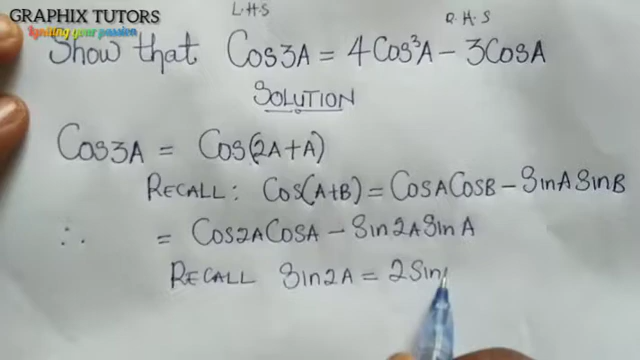 GRAPHIX TUTORS
Igniting your passion
L.H.S
R.H.S
Show that Cos3A = 4Cos³A - 3CosA
SOLUTION
Cos3A = Cos(2A+A)
RECALL: Cos(A+B) = CosACosB - SinASinB
∴ = Cos2ACosA - Sin2ASinA
RECALL Sin2A = 2Sin